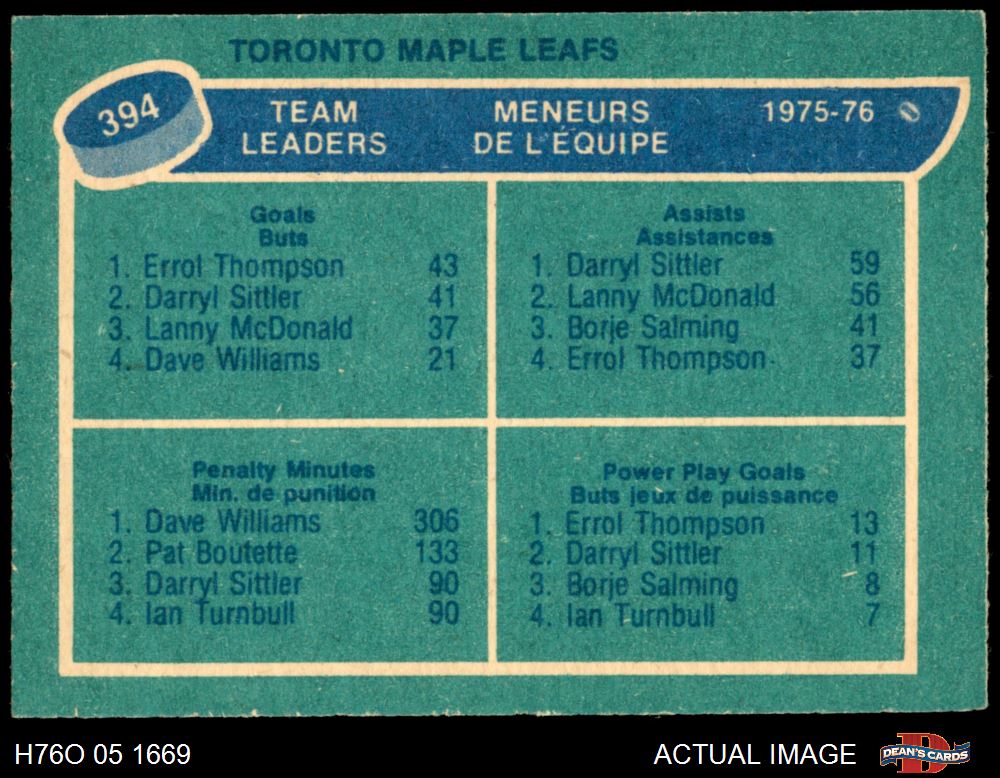 TORONTO MAPLE LEAFS
394
TEAM LEADERS
MENEURS DE L'ÉQUIPE
1975-76
Goals
Buts
1. Errol Thompson 43
2. Darryl Sittler 41
3. Lanny McDonald 37
4. Dave Williams 21
Assists
Assistances
1. Darryl Sittler 59
2. Lanny McDonald 56
3. Borje Salming 41
4. Errol Thompson 37
Penalty Minutes
Min. de punition
1. Dave Williams 306
2. Pat Boutette 133
3. Darryl Sittler 90
4. Ian Turnbull 90
Power Play Goals
Buts jeux de puissance
1. Errol Thompson 13
2. Darryl Sittler 11
3. Borje Salming 8
4. Ian Turnbull 7
H76O 05 1669
ACTUAL IMAGE
DEAN'S CARDS